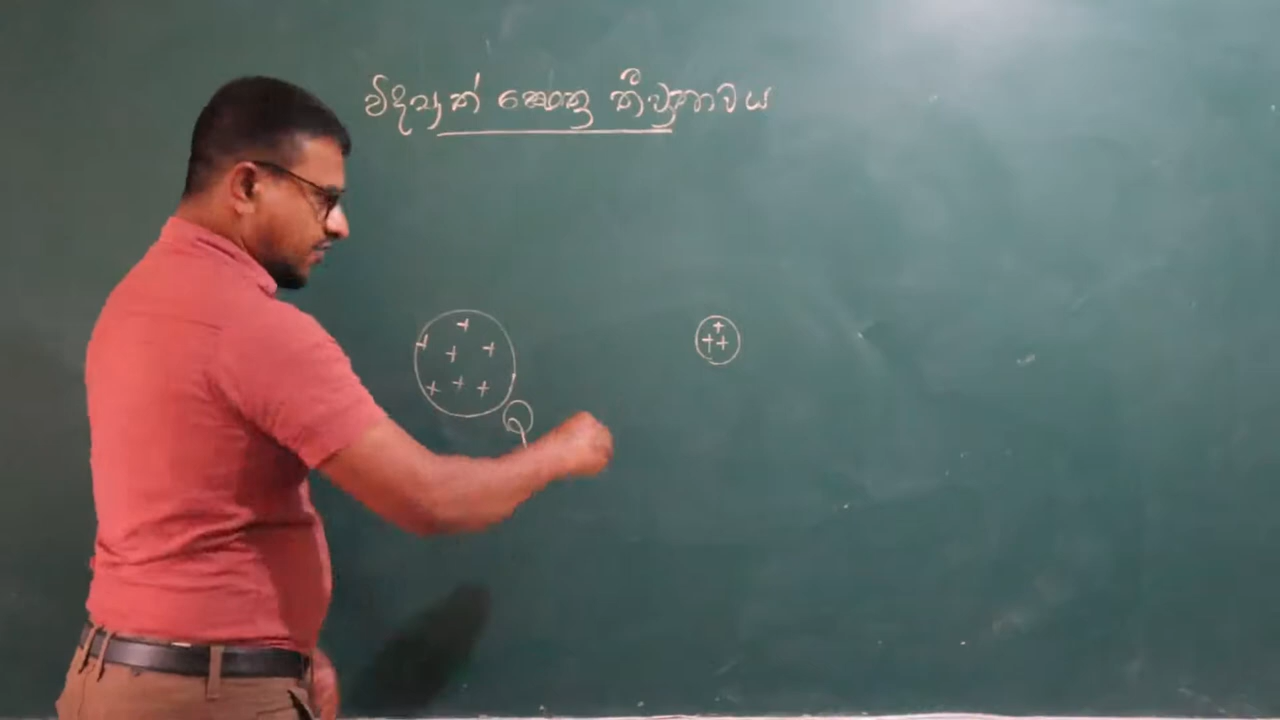 විද්‍යුත් ක්ෂේත්‍ර තීව්‍රතාවය
+ + + + + + +
+ + +